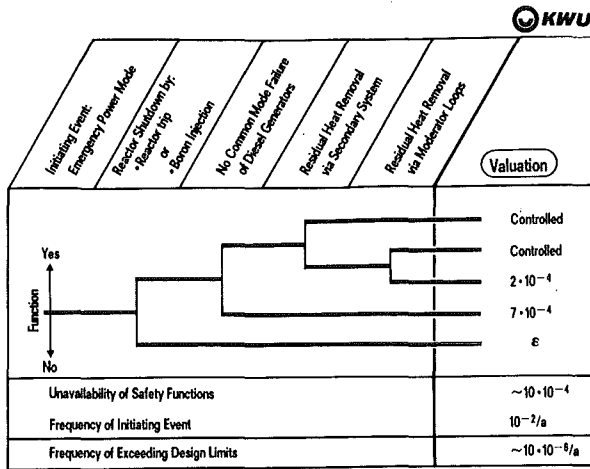 KWU
Initiating Event:
Emergency Power Mode
Reactor Shutdown by:
• Reactor trip
or
• Boron Injection
No Common Mode Failure
of Diesel Generators
Residual Heat Removal
via Secondary System
Residual Heat Removal
via Moderator Loops
Valuation
Controlled
Controlled
2 • 10⁻⁴
7 • 10⁻⁴
ε
Yes
Function
No
Unavailability of Safety Functions ~10 • 10⁻⁴
Frequency of Initiating Event 10⁻²/a
Frequency of Exceeding Design Limits ~10 • 10⁻⁶/a